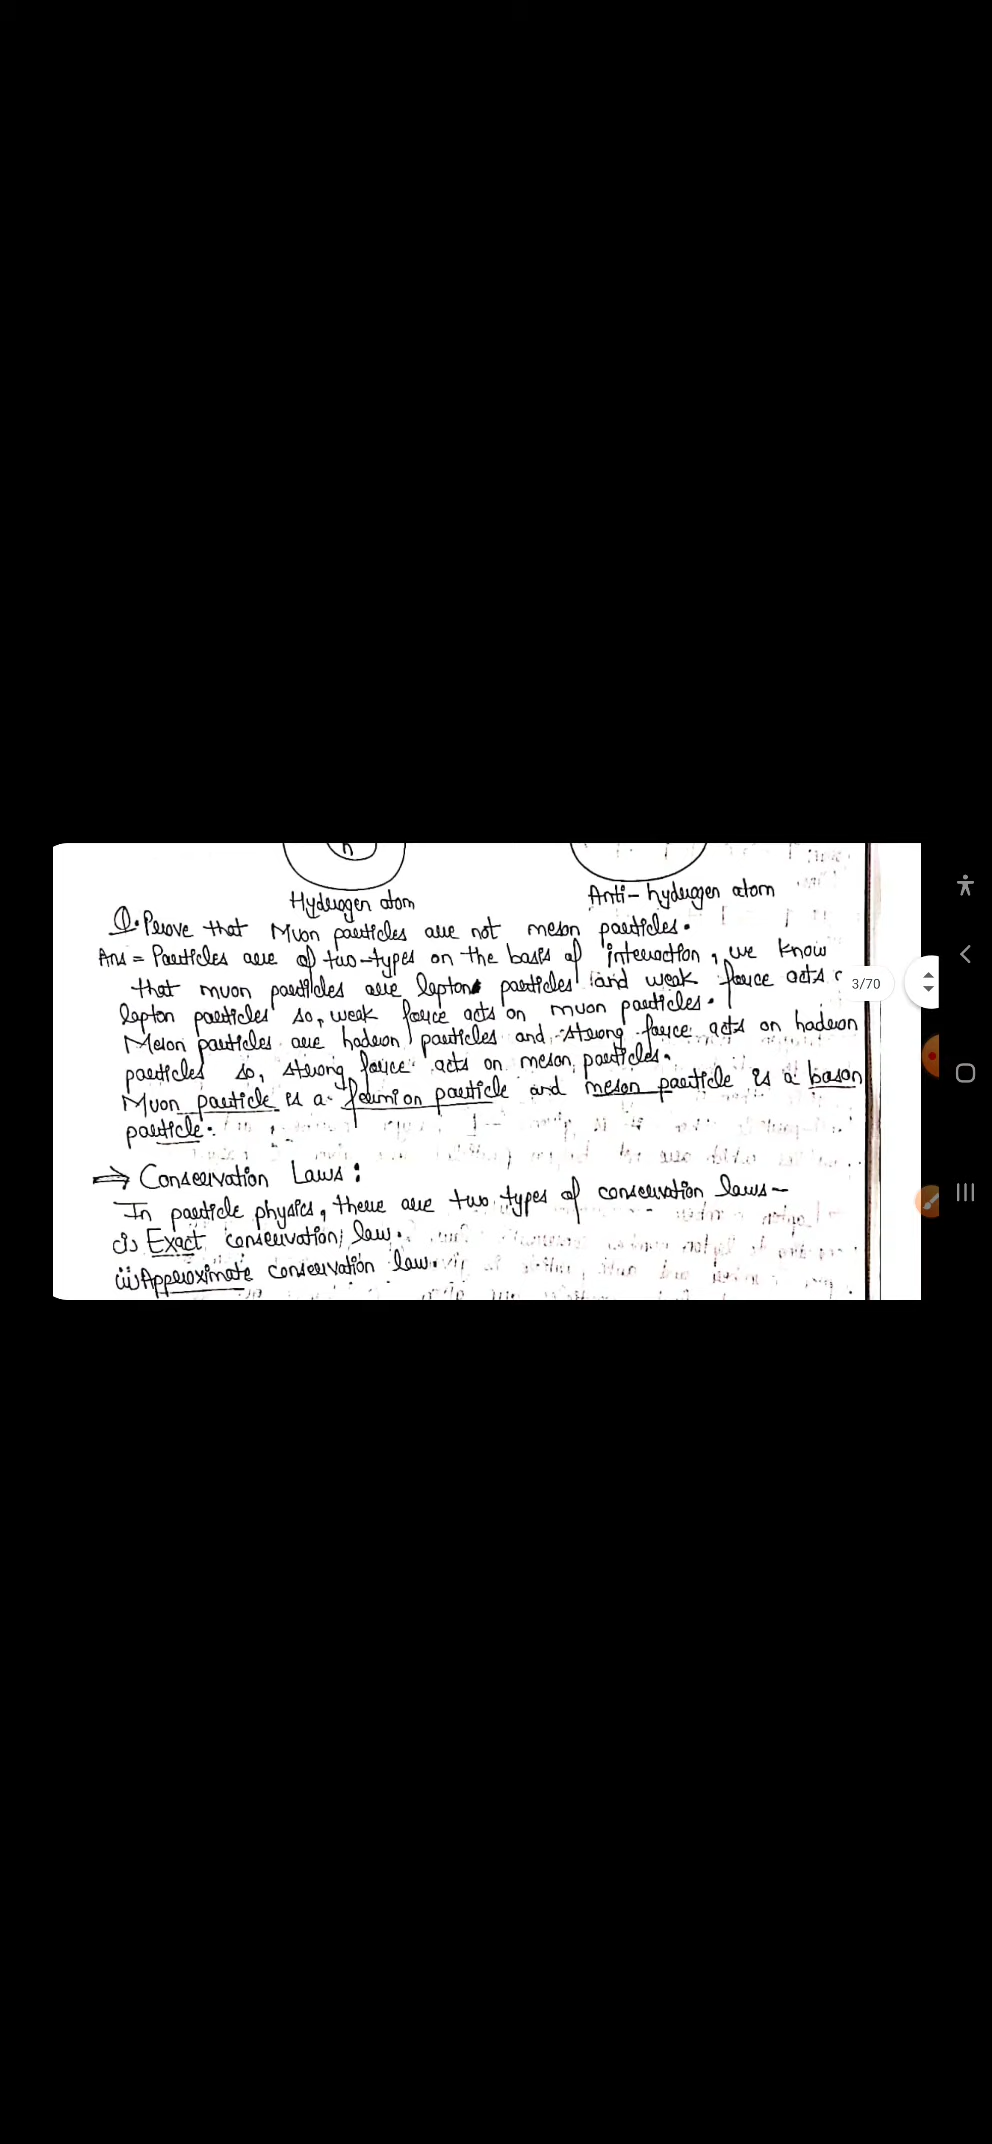 n
Hydrogen atom
Anti-hydrogen atom
Q. Prove that Muon particles are not meson particles.
Ans = Particles are of two-types on the basis of interaction, we know
that muon particles are lepton particles and weak force acts
3/70
lepton particles so, weak force acts on muon particles.
Meson particles are hadron particles and strong force acts on hadron
particles so, strong force acts on meson particles.
Muon particle is a fermion particle and meson particle is a boson
particle.
⇒ Conservation Laws:
In particle physics, there are two types of conservation laws-
(i) Exact conservation law.
(ii) Approximate conservation law.